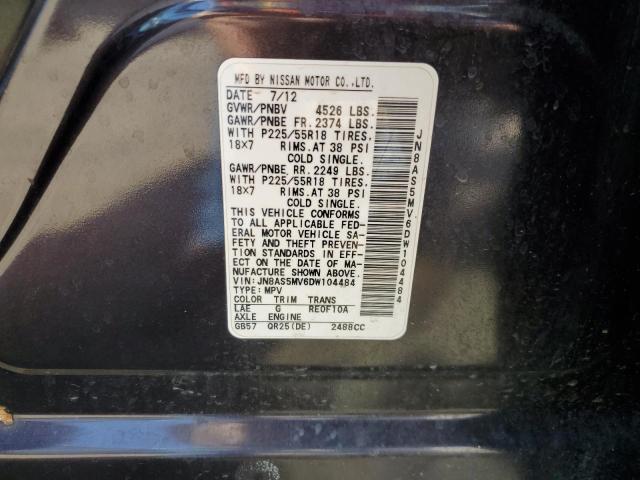 MFD BY NISSAN MOTOR CO.,LTD.
DATE 7/12
GVWR/PNBV 4526 LBS.
GAWR/PNBE FR. 2374 LBS.
WITH P225/55R18 TIRES.
18×7 RIMS.AT 38 PSI
COLD SINGLE.
GAWR/PNBE RR. 2249 LBS.
WITH P225/55R18 TIRES.
18×7 RIMS.AT 38 PSI
COLD SINGLE.
THIS VEHICLE CONFORMS
TO ALL APPLICABLE FED-
ERAL MOTOR VEHICLE SA-
FETY AND THEFT PREVEN-
TION STANDARDS IN EFF-
ECT ON THE DATE OF MA-
NUFACTURE SHOWN ABOVE.
VIN:JN8AS5MV6DW104484
TYPE:MPV
COLOR TRIM TRANS
LAE G RE0F10A
AXLE ENGINE
GB57 QR25(DE) 2488CC
JN8AS5MV6DW104484